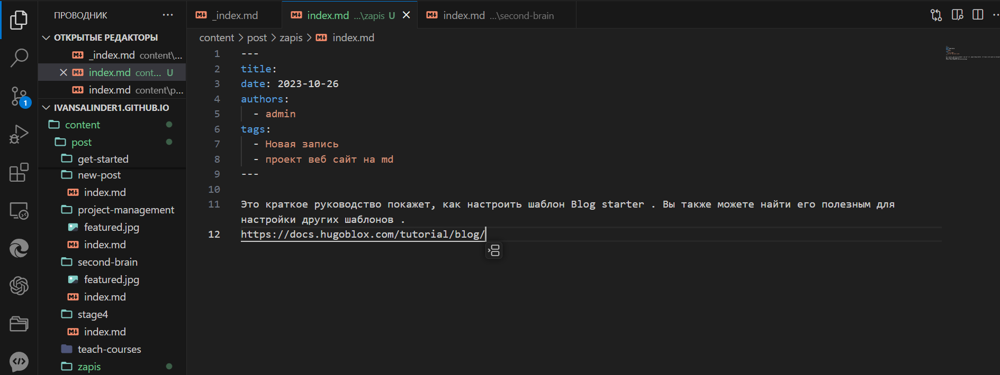 ПРОВОДНИК
ОТКРЫТЫЕ РЕДАКТОРЫ
_index.md content\...
index.md cont... U
index.md content\p...
IVANSALINDER1.GITHUB.IO
content
post
get-started
new-post
index.md
project-management
featured.jpg
index.md
second-brain
featured.jpg
index.md
stage4
index.md
teach-courses
zapis
1
_index.md
index.md ...\zapis U
index.md ...\second-brain
content > post > zapis > index.md
1 ---
2 title:
3 date: 2023-10-26
4 authors:
5 - admin
6 tags:
7 - Новая запись
8 - проект веб сайт на md
9 ---
10
11 Это краткое руководство покажет, как настроить шаблон Blog starter . Вы также можете найти его полезным для
настройки других шаблонов .
12 https://docs.hugoblox.com/tutorial/blog/